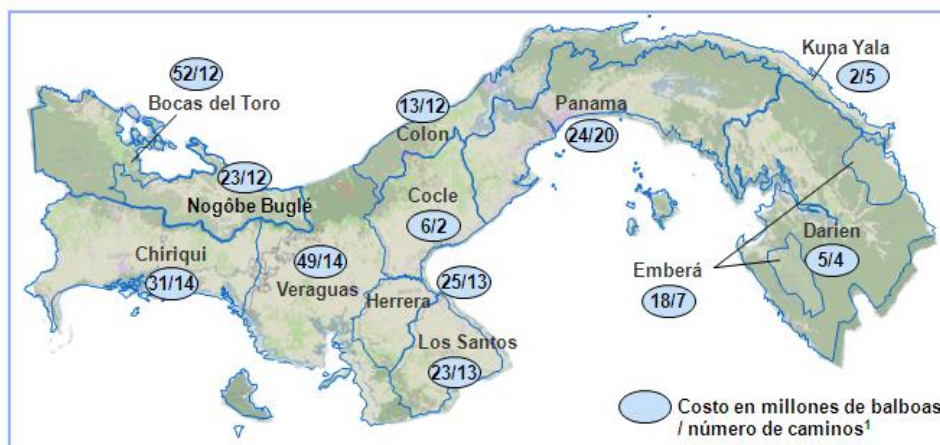 52/12
Bocas del Toro
23/12
Nogôbe Buglé
Chiriqui
31/14
49/14
Veraguas
13/12
Colon
Cocle
6/2
Herrera
25/13
Los Santos
23/13
Panama
24/20
Kuna Yala
2/5
Emberá
18/7
Darien
5/4
Costo en millones de balboas
/ número de caminos¹